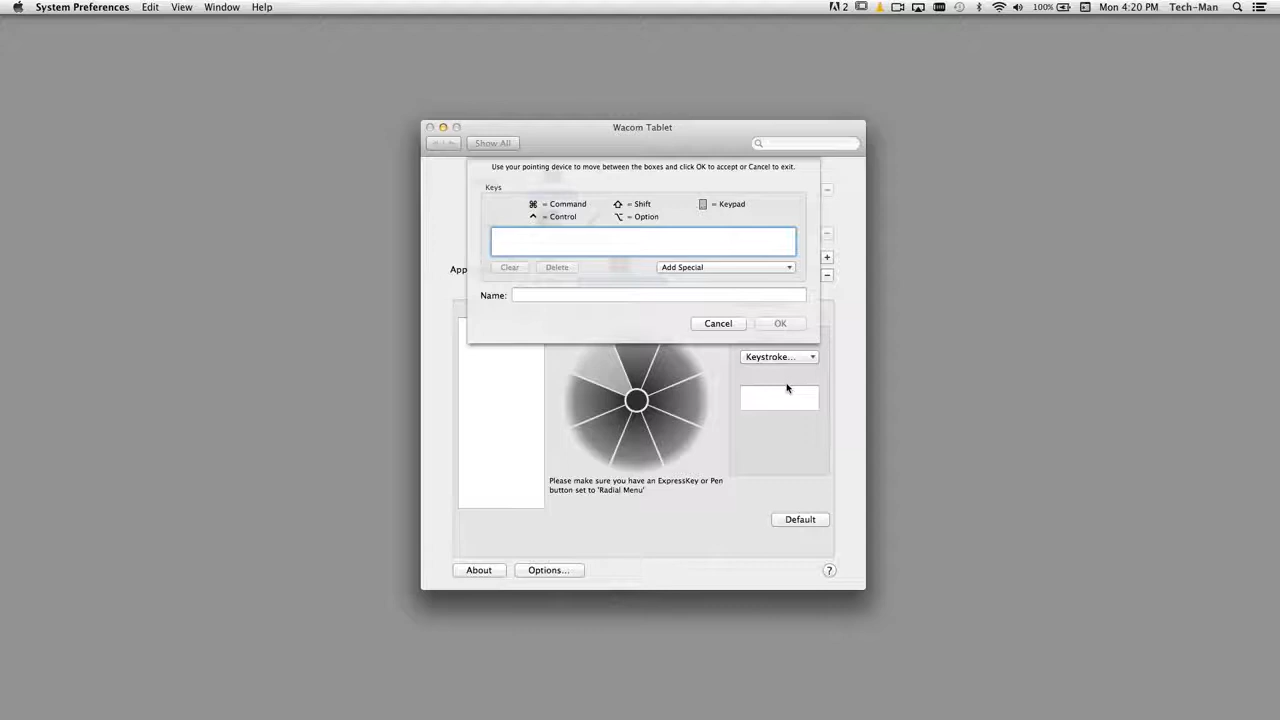 System Preferences Edit View Window Help 2 100% Mon 4:20 PM Tech-Man
Wacom Tablet
Show All
Use your pointing device to move between the boxes and click OK to accept or Cancel to exit.
Keys
⌘ = Command ⇧ = Shift = Keypad
^ = Control ⌥ = Option
Clear Delete Add Special
App
Name:
Cancel OK
Keystroke...
Please make sure you have an ExpressKey or Pen
button set to 'Radial Menu'
Default
About Options... ?